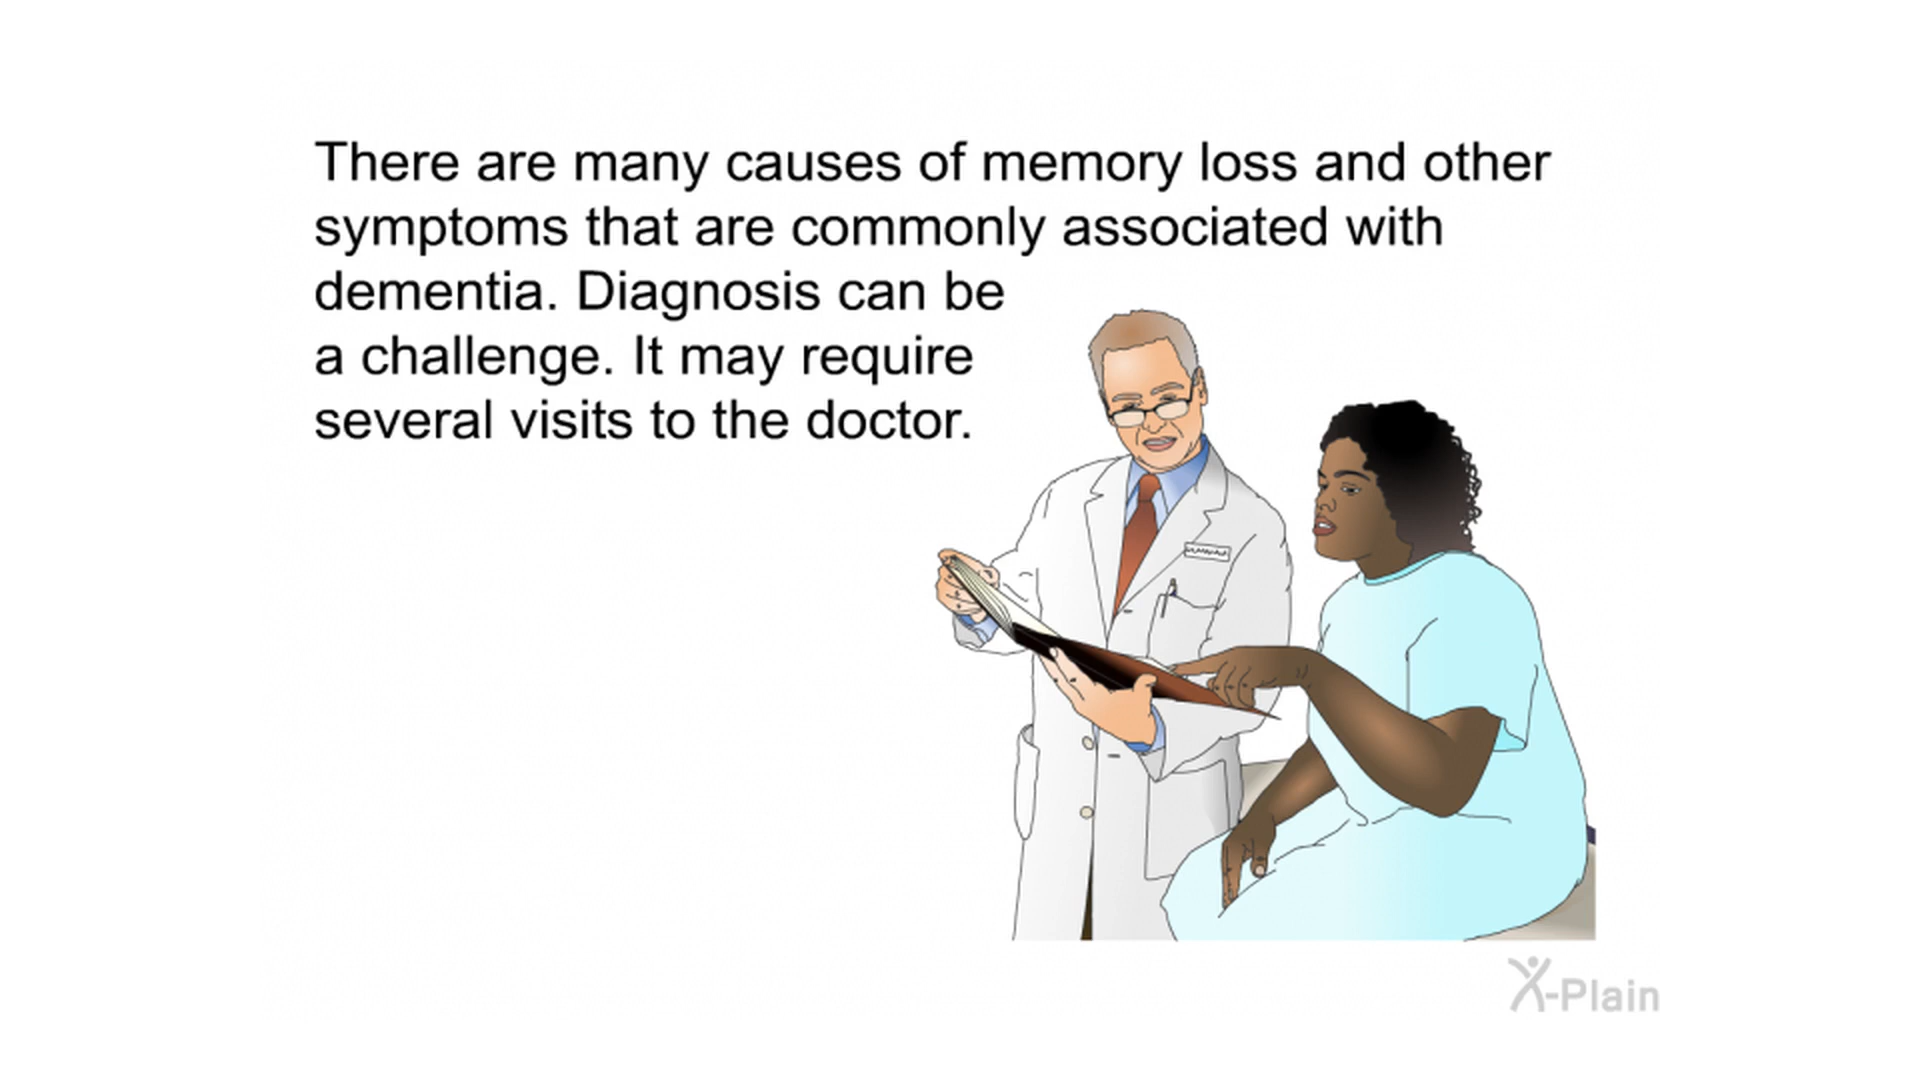 There are many causes of memory loss and other
symptoms that are commonly associated with
dementia. Diagnosis can be
a challenge. It may require
several visits to the doctor.
X-Plain